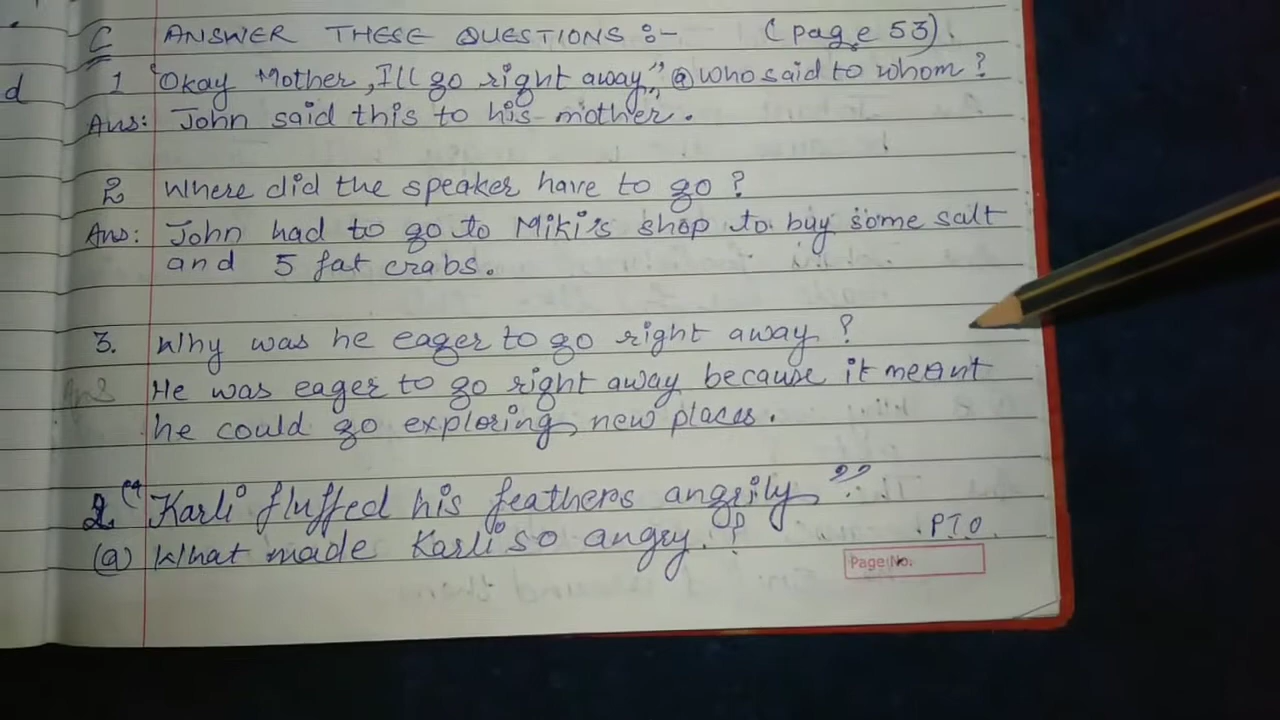 d
C ANSWER THESE QUESTIONS :- (page 53).
1 "Okay Mother, I'll go right away", @ who said to whom?
Ans: John said this to his mother.
2 Where did the speaker have to go?
Ans: John had to go to Miki's shop to buy some salt
and 5 fat crabs.
3. Why was he eager to go right away?
Ans He was eager to go right away because it meant
he could go exploring new places.
2. "Karli fluffed his feathers angrily".
(a) What made Karli so angry.? P.T.O.
Page No.